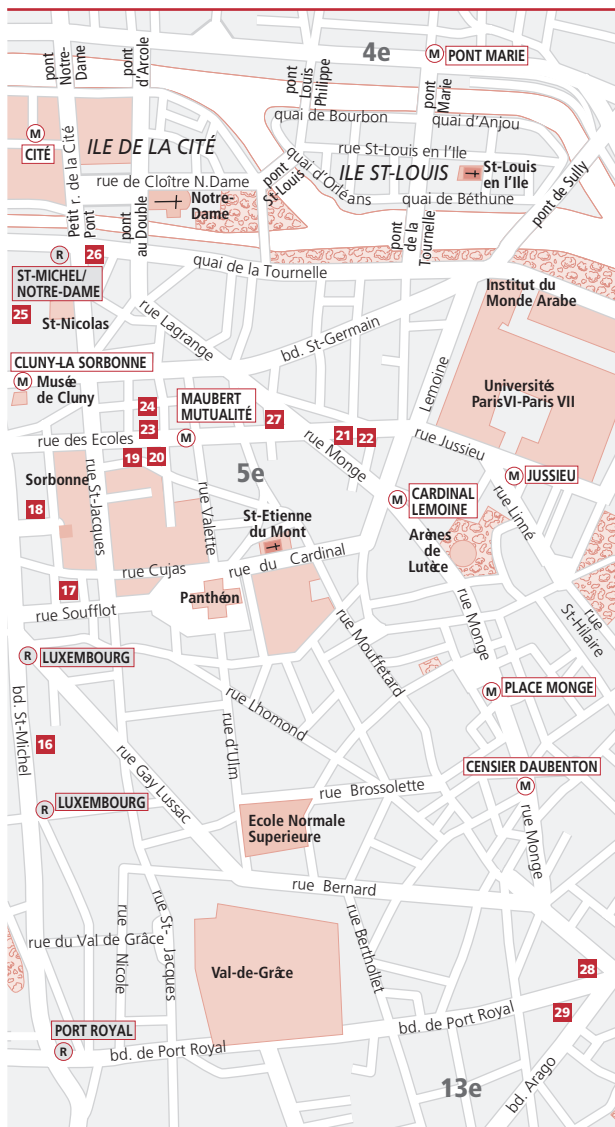 4e
M PONT MARIE
pont
Notre-
Dame
pont
d'Arcole
pont
Louis
Philippe
pont
Marie
quai de Bourbon
quai d'Anjou
M
CITÉ
ILE DE LA CITÉ
rue St-Louis en l'Ile
quai d'Orléans
ILE ST-LOUIS
St-Louis
en l'Ile
pont de Sully
rue de Cloître N.Dame
pont
St-Louis
quai de Béthune
Petit r. de la Cité
Pont
pont
au Double
Notre-
Dame
pont
de la
Tournelle
R
26
ST-MICHEL/
NOTRE-DAME
quai de la Tournelle
Institut du
Monde Arabe
25
St-Nicolas
rue Lagrange
bd. St-Germain
CLUNY-LA SORBONNE
M Musée
de Cluny
Lemoine
Universités
ParisVI-Paris VII
MAUBERT
MUTUALITÉ
M
24
23
27
21
22
rue des Ecoles
rue Monge
rue Jussieu
19
20
5e
Sorbonne
M JUSSIEU
18
rue St-Jacques
rue Valette
St-Etienne
du Mont
M
CARDINAL
LEMOINE
rue Linné
Arènes
de
Lutèce
rue du Cardinal
rue Cujas
17
Panthéon
rue Soufflot
rue Mouffetard
rue Monge
rue
St-Hilaire
R LUXEMBOURG
M PLACE MONGE
bd. St-Michel
rue Lhomond
16
rue d'Ulm
rue Gay Lussac
CENSIER DAUBENTON
M
rue Brossolette
R LUXEMBOURG
Ecole Normale
Superieure
rue Monge
rue Bernard
rue du Val de Grâce
rue
Nicole
rue St-
Jacques
Val-de-Grâce
rue Berthollet
28
29
bd. de Port Royal
PORT ROYAL
R
bd. de Port Royal
13e
bd. Arago